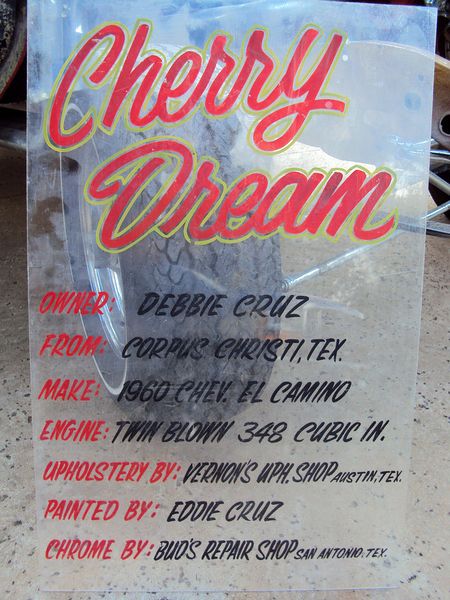 Cherry
Dream
OWNER: DEBBIE CRUZ
FROM: CORPUS CHRISTI, TEX.
MAKE: 1960 CHEV. EL CAMINO
ENGINE: TWIN BLOWN 348 CUBIC IN.
UPHOLSTERY BY: VERNON'S UPH. SHOP AUSTIN, TEX.
PAINTED BY: EDDIE CRUZ
CHROME BY: BUD'S REPAIR SHOP SAN ANTONIO. TEX.